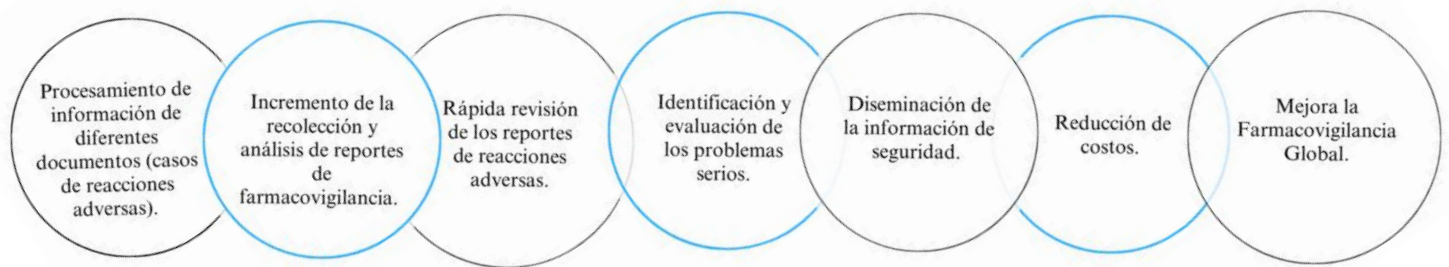 Procesamiento de
información de
diferentes
documentos (casos
de reacciones
adversas).
Incremento de la
recolección y
análisis de reportes
de
farmacovigilancia.
Rápida revisión
de los reportes
de reacciones
adversas.
Identificación y
evaluación de
los problemas
serios.
Diseminación de
la información de
seguridad.
Reducción de
costos.
Mejora la
Farmacovigilancia
Global.